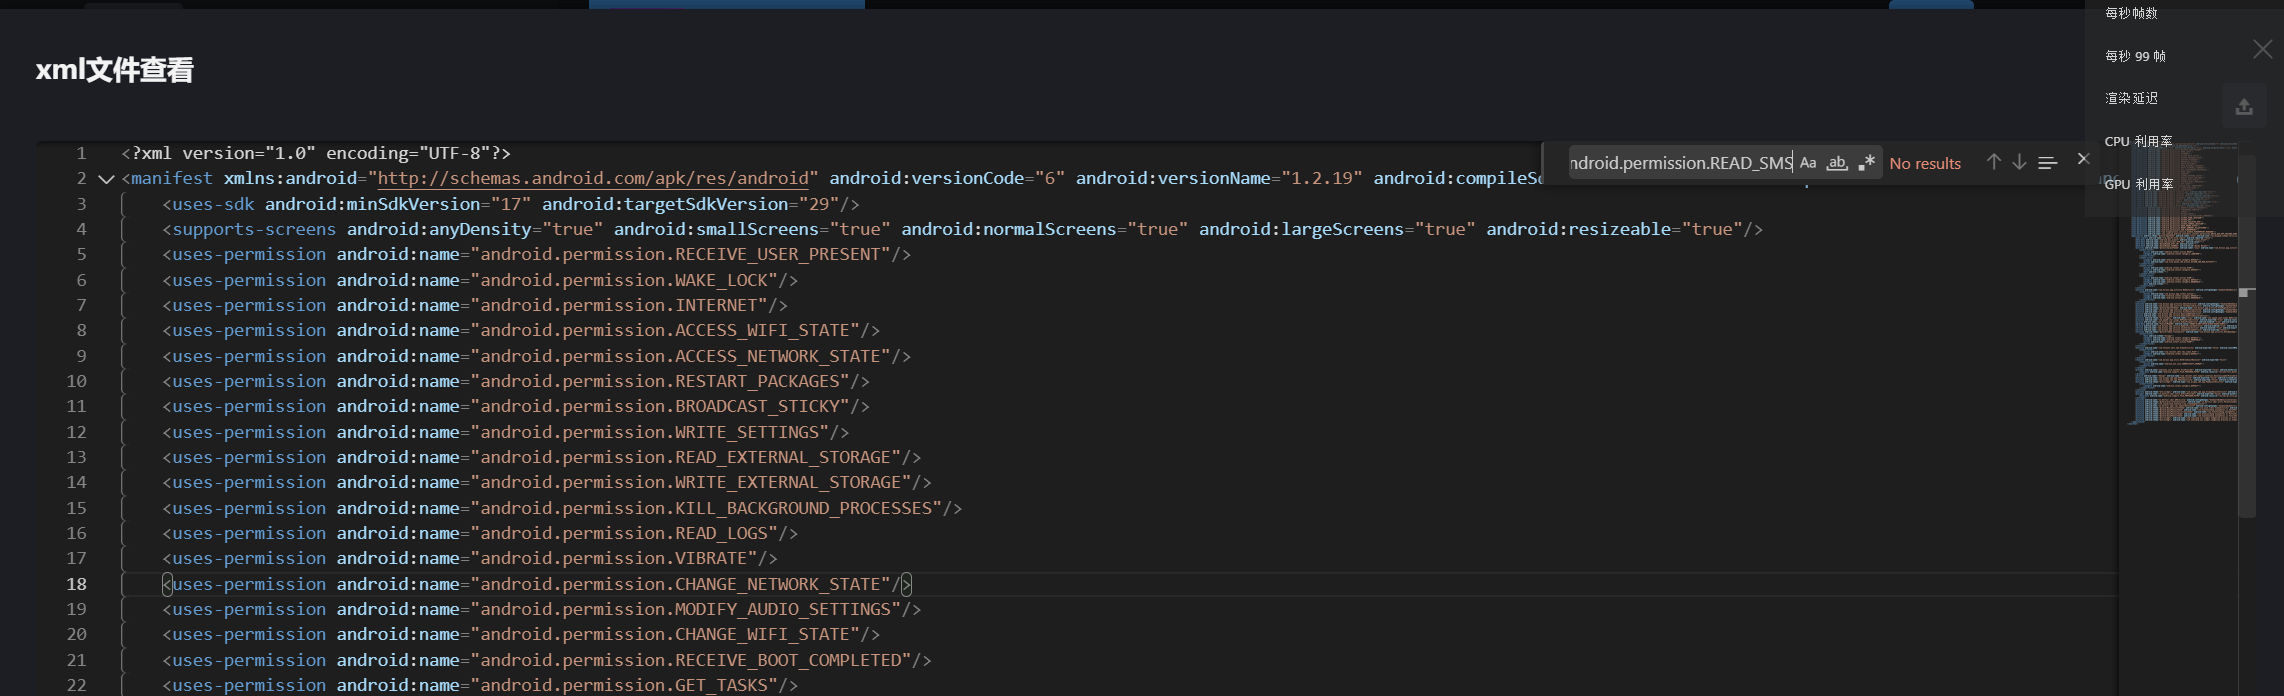 每秒帧数
每秒 99 帧
渲染延迟
CPU 利用率
GPU 利用率
xml文件查看
ndroid.permission.READ_SMS Aa ab .* No results
1 <?xml version="1.0" encoding="UTF-8"?>
2 <manifest xmlns:android="http://schemas.android.com/apk/res/android" android:versionCode="6" android:versionName="1.2.19" android:compileSd
3 <uses-sdk android:minSdkVersion="17" android:targetSdkVersion="29"/>
4 <supports-screens android:anyDensity="true" android:smallScreens="true" android:normalScreens="true" android:largeScreens="true" android:resizeable="true"/>
5 <uses-permission android:name="android.permission.RECEIVE_USER_PRESENT"/>
6 <uses-permission android:name="android.permission.WAKE_LOCK"/>
7 <uses-permission android:name="android.permission.INTERNET"/>
8 <uses-permission android:name="android.permission.ACCESS_WIFI_STATE"/>
9 <uses-permission android:name="android.permission.ACCESS_NETWORK_STATE"/>
10 <uses-permission android:name="android.permission.RESTART_PACKAGES"/>
11 <uses-permission android:name="android.permission.BROADCAST_STICKY"/>
12 <uses-permission android:name="android.permission.WRITE_SETTINGS"/>
13 <uses-permission android:name="android.permission.READ_EXTERNAL_STORAGE"/>
14 <uses-permission android:name="android.permission.WRITE_EXTERNAL_STORAGE"/>
15 <uses-permission android:name="android.permission.KILL_BACKGROUND_PROCESSES"/>
16 <uses-permission android:name="android.permission.READ_LOGS"/>
17 <uses-permission android:name="android.permission.VIBRATE"/>
18 <uses-permission android:name="android.permission.CHANGE_NETWORK_STATE"/>
19 <uses-permission android:name="android.permission.MODIFY_AUDIO_SETTINGS"/>
20 <uses-permission android:name="android.permission.CHANGE_WIFI_STATE"/>
21 <uses-permission android:name="android.permission.RECEIVE_BOOT_COMPLETED"/>
22 <uses-permission android:name="android.permission.GET_TASKS"/>